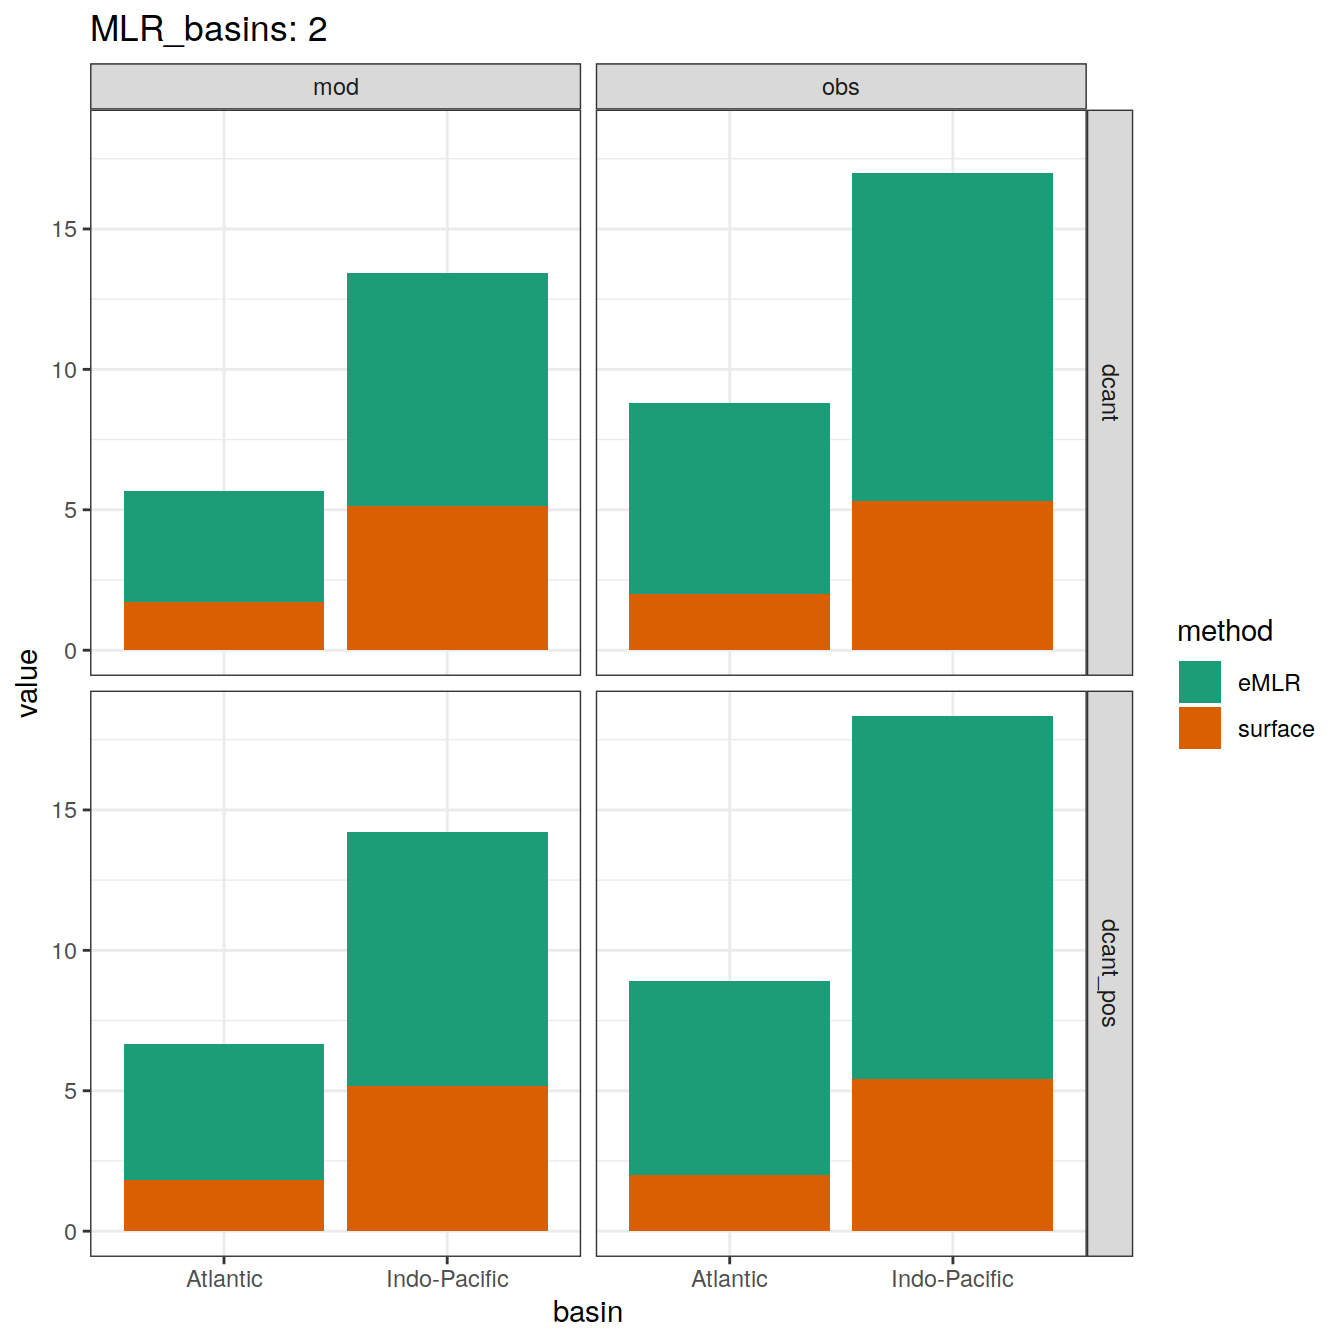 MLR_basins: 2
mod
obs
15
10
5
0
dcant
15
10
5
0
dcant_pos
value
Atlantic
Indo-Pacific
Atlantic
Indo-Pacific
basin
method
eMLR
surface